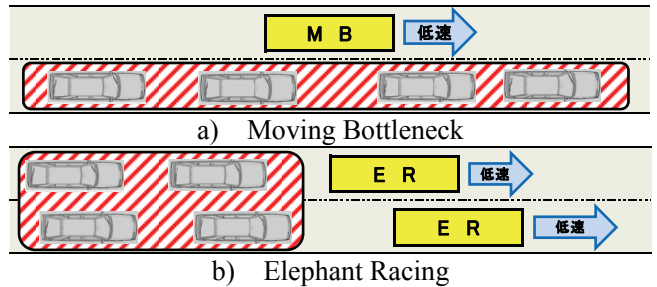 M B 低速
a) Moving Bottleneck
E R 低速
E R 低速
b) Elephant Racing